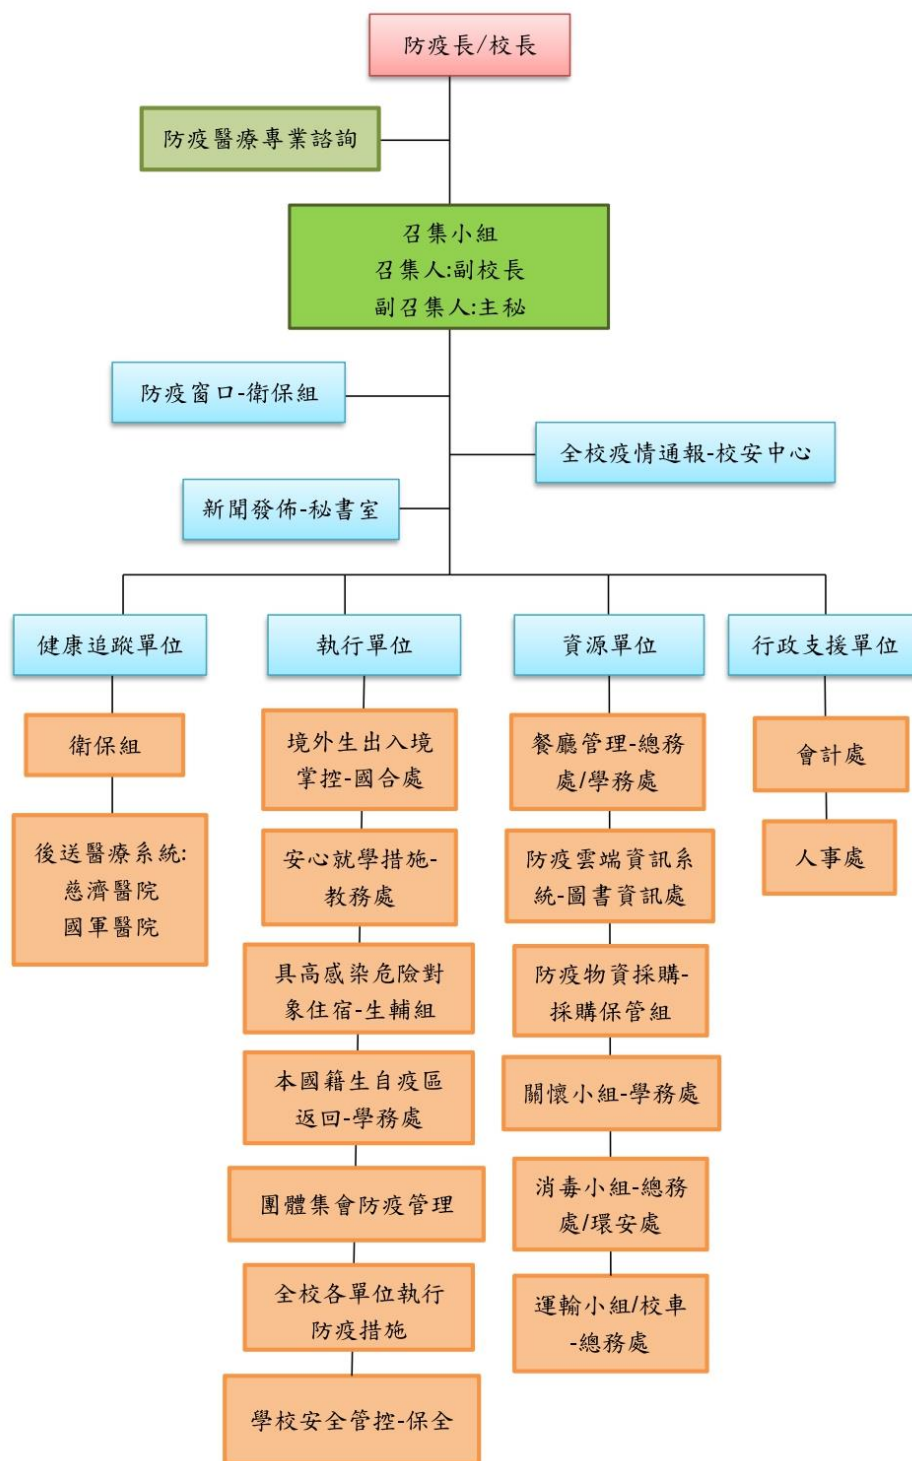 防疫長/校長
防疫醫療專業諮詢
召集小組
召集人:副校長
副召集人:主秘
防疫窗口-衛保組
全校疫情通報-校安中心
新聞發佈-秘書室
健康追蹤單位
執行單位
資源單位
行政支援單位
衛保組
後送醫療系統:
慈濟醫院
國軍醫院
境外生出入境
掌控-國合處
安心就學措施-
教務處
具高感染危險對
象住宿-生輔組
本國籍生自疫區
返回-學務處
團體集會防疫管理
全校各單位執行
防疫措施
學校安全管控-保全
餐廳管理-總務
處/學務處
防疫雲端資訊系
統-圖書資訊處
防疫物資採購-
採購保管組
關懷小組-學務處
消毒小組-總務
處/環安處
運輸小組/校車
-總務處
會計處
人事處